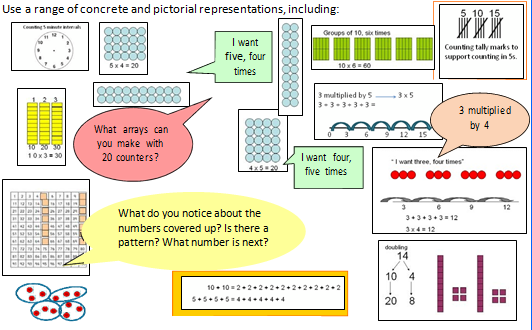 Use a range of concrete and pictorial representations, including:
Counting 5 minute intervals
5 x 4 = 20
I want
five, four
times
Groups of 10, six times
10 x 6 = 60
5 10 15
Counting tally marks to
support counting in 5s.
1 2 3
10 20 30
1 0 x 3 = 30
What arrays can
you make with
20 counters?
4 x 5 = 20
I want four,
five times
3 multiplied by 5
3 x 5
3 + 3 + 3 + 3 + 3 =
0 3 6 9 12 15
3 multiplied
by 4
" I want three, four times"
3 6 9 12
3 + 3 + 3 + 3 = 12
3 x 4 = 12
What do you notice about the
numbers covered up? Is there a
pattern? What number is next?
10 + 10 = 2 + 2 + 2 + 2 + 2 + 2 + 2 + 2 + 2 + 2
5 + 5 + 5 + 5 = 4 + 4 + 4 + 4 + 4
doubling
14
10 4
20 8